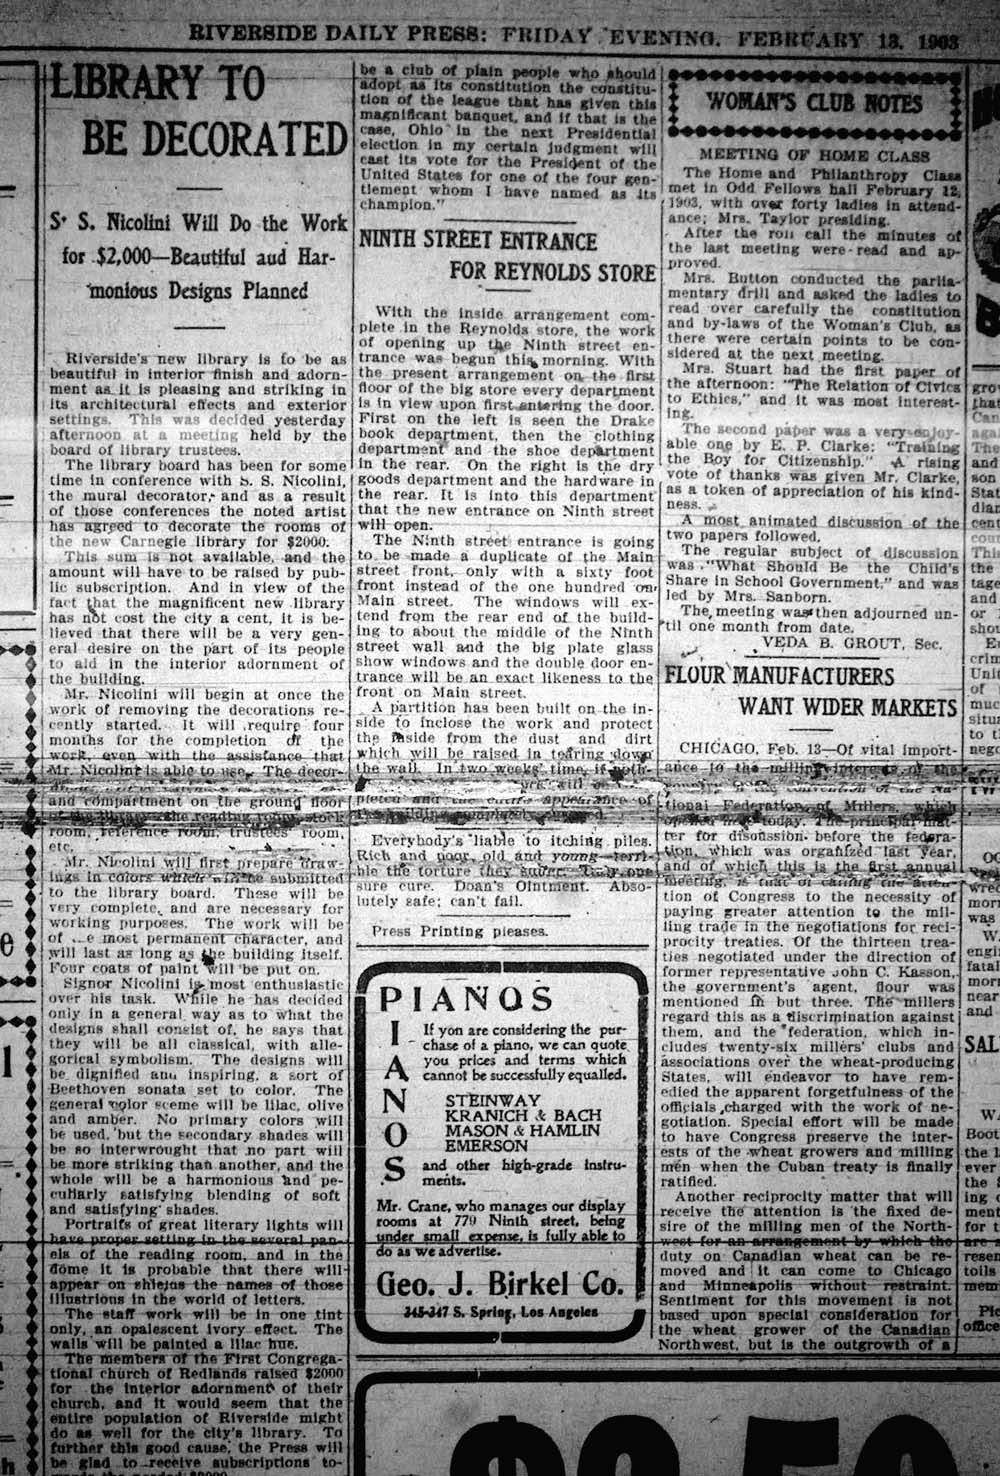 RIVERSIDE DAILY PRESS: FRIDAY EVENING, FEBRUARY 13, 1903
LIBRARY TO
BE DECORATED
S. S. Nicolini Will Do the Work
for $2,000—Beautiful aud Har-
monious Designs Planned
Riverside's new library is to be as
beautiful in interior finish and adorn-
ment as it is pleasing and striking in
its architectural effects and exterior
settings. This was decided yesterday
afternoon at a meeting held by the
board of library trustees.
The library board has been for some
time in conference with S. S. Nicolini,
the mural decorator, and as a result
of those conferences the noted artist
has agreed to decorate the rooms of
the new Carnegie library for $2000.
This sum is not available, and the
amount will have to be raised by pub-
lic subscription. And in view of the
fact that the magnificent new library
has not cost the city a cent, it is be-
lieved that there will be a very gen-
eral desire on the part of its people
to aid in the interior adornment of
the building.
Mr. Nicolini will begin at once the
work of removing the decorations re-
cently started. It will require four
months for the completion of the
work, even with the assistance that
Mr. Nicolini is able to use. The decor-
and compartment on the ground floor
of the the reading room, stock
room, reference room, trustees' room,
etc.
Mr. Nicolini will first prepare draw-
ings in colors which will be submitted
to the library board. These will be
very complete, and are necessary for
working purposes. The work will be
of most permanent character, and
will last as long as the building itself.
Four coats of paint will be put on.
Signor Nicolini is most enthusiastic
over his task. While he has decided
only in a general way as to what the
designs shall consist of, he says that
they will be all classical, with alle-
gorical symbolism. The designs will
be dignified and inspiring, a sort of
Beethoven sonata set to color. The
general color sceme will be lilac, olive
and amber. No primary colors will
be used, but the secondary shades will
be so interwrought that no part will
be more striking than another, and the
whole will be a harmonious and pe-
culiarly satisfying blending of soft
and satisfying shades.
Portraits of great literary lights will
have proper setting in the several pan-
els of the reading room, and in the
dome it is probable that there will
appear on shields the names of those
illustrious in the world of letters.
The staff work will be in one tint
only, an opalescent ivory effect. The
walls will be painted a lilac hue.
The members of the First Congrega-
tional church of Redlands raised $2000
for the interior adornment of their
church, and it would seem that the
entire population of Riverside might
do as well for the city's library. To
further this good cause, the Press will
be glad to receive subscriptions to-
be a club of plain people who should
adopt as its constitution the constitu-
tion of the league that has given this
magnificent banquet, and if that is the
case, Ohio in the next Presidential
election in my certain judgment will
cast its vote for the President of the
United States for one of the four gen-
tlement whom I have named as its
champion."
NINTH STREET ENTRANCE
FOR REYNOLDS STORE
With the inside arrangement com-
plete in the Reynolds store, the work
of opening up the Ninth street en-
trance was begun this morning. With
the present arrangement on the first
floor of the big store every department
is in view upon first entering the door.
First on the left is seen the Drake
book department, then the clothing
department and the shoe department
in the rear. On the right is the dry
goods department and the hardware in
the rear. It is into this department
that the new entrance on Ninth street
will open.
The Ninth street entrance is going
to be made a duplicate of the Main
street front, only with a sixty foot
front instead of the one hundred on
Main street. The windows will ex-
tend from the rear end of the build-
ing to about the middle of the Ninth
street wall and the big plate glass
show windows and the double door en-
trance will be an exact likeness to the
front on Main street.
A partition has been built on the in-
side to inclose the work and protect
the inside from the dust and dirt
which will be raised in tearing down
the wall. In two weeks' time, if
pleted and the entire appearance of
Everybody's liable to itching piles.
Rich and poor, old and young—terri-
ble the torture they suffer. Only one
sure cure. Doan's Ointment. Abso-
lutely safe; can't fail.
Press Printing pleases.
PIANOS
PIANOS
If you are considering the pur-
chase of a piano, we can quote
you prices and terms which
cannot be successfully equalled.
STEINWAY
KRANICH & BACH
MASON & HAMLIN
EMERSON
and other high-grade instru-
ments.
Mr. Crane, who manages our display
rooms at 779 Ninth street, being
under small expense, is fully able to
do as we advertise.
Geo. J. Birkel Co.
345-347 S. Spring, Los Angeles
$2.50
WOMAN'S CLUB NOTES
MEETING OF HOME CLASS
The Home and Philanthropy Class
met in Odd Fellows hall February 12,
1903, with over forty ladies in attend-
ance; Mrs. Taylor presiding.
After the roll call the minutes of
the last meeting were read and ap-
proved.
Mrs. Button conducted the parlia-
mentary drill and asked the ladies to
read over carefully the constitution
and by-laws of the Woman's Club, as
there were certain points to be con-
sidered at the next meeting.
Mrs. Stuart had the first paper of
the afternoon: "The Relation of Civics
to Ethics," and it was most interest-
ing.
The second paper was a very enjoy-
able one by E. P. Clarke: "Training
the Boy for Citizenship." A rising
vote of thanks was given Mr. Clarke,
as a token of appreciation of his kind-
ness.
A most animated discussion of the
two papers followed.
The regular subject of discussion
was "What Should Be the Child's
Share in School Government," and was
led by Mrs. Sanborn.
The meeting was then adjourned un-
til one month from date.
VEDA B. GROUT, Sec.
FLOUR MANUFACTURERS
WANT WIDER MARKETS
CHICAGO, Feb. 13—Of vital import-
ance to the milling interests of the
tional Federation of Millers, which
opened here today. The principal mat-
ter for discussion before the federa-
tion, which was organized last year,
and of which this is the first annual
meeting, is that of calling the atten-
tion of Congress to the necessity of
paying greater attention to the mil-
ling trade in the negotiations for reci-
procity treaties. Of the thirteen trea-
ties negotiated under the direction of
former representative John C. Kasson,
the government's agent, flour was
mentioned in but three. The millers
regard this as a discrimination against
them, and the federation, which in-
cludes twenty-six millers' clubs and
associations over the wheat-producing
States, will endeavor to have rem-
edied the apparent forgetfulness of the
officials charged with the work of ne-
gotiation. Special effort will be made
to have Congress preserve the inter-
ests of the wheat growers and milling
men when the Cuban treaty is finally
ratified.
Another reciprocity matter that will
receive the attention is the fixed de-
sire of the milling men of the North-
west for an arrangement by which the
duty on Canadian wheat can be re-
moved and it can come to Chicago
and Minneapolis without restraint.
Sentiment for this movement is not
based upon special consideration for
the wheat grower of the Canadian
Northwest, but is the outgrowth of a